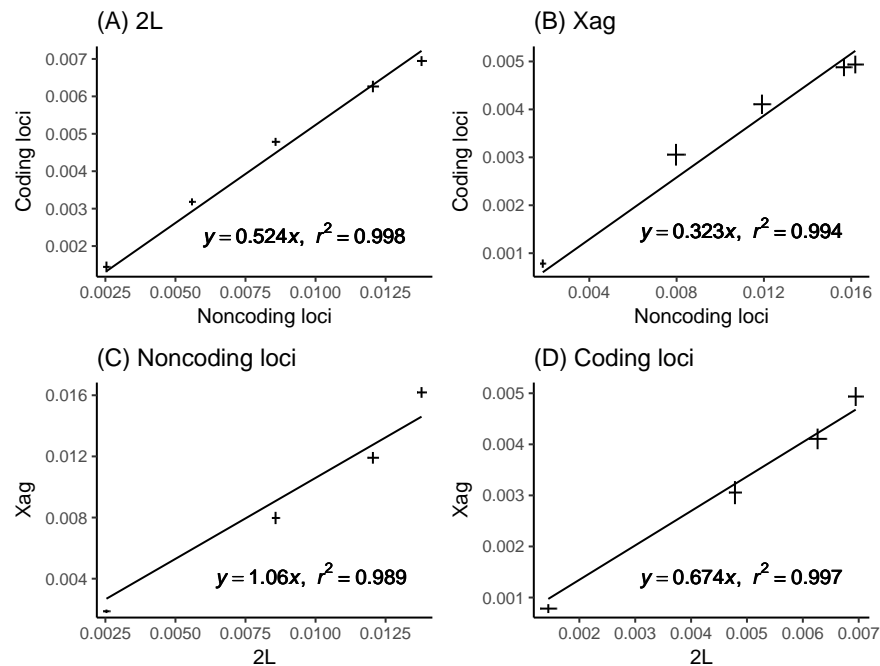 (A) 2L
Coding loci
0.007
0.006
0.005
0.004
0.003
0.002
y = 0.524x, r² = 0.998
0.0025 0.0050 0.0075 0.0100 0.0125
Noncoding loci
(B) Xag
Coding loci
0.005
0.004
0.003
0.002
0.001
y = 0.323x, r² = 0.994
0.004 0.008 0.012 0.016
Noncoding loci
(C) Noncoding loci
Xag
0.016
0.012
0.008
0.004
y = 1.06x, r² = 0.989
0.0025 0.0050 0.0075 0.0100 0.0125
2L
(D) Coding loci
Xag
0.005
0.004
0.003
0.002
0.001
y = 0.674x, r² = 0.997
0.002 0.003 0.004 0.005 0.006 0.007
2L